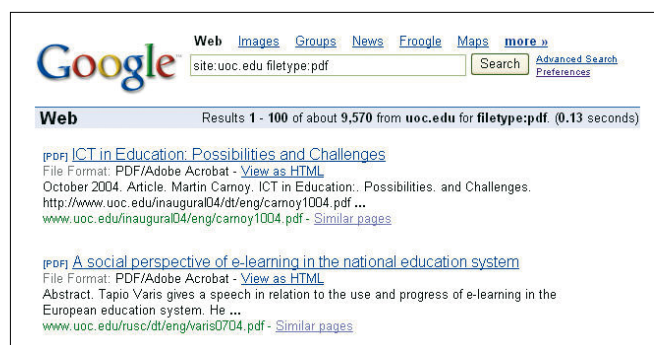 Google™
Web Images Groups News Froogle Maps more »
site:uoc.edu filetype:pdf Search Advanced Search
Preferences
Web Results 1 - 100 of about 9,570 from uoc.edu for filetype:pdf. (0.13 seconds)
[PDF] ICT in Education: Possibilities and Challenges
File Format: PDF/Adobe Acrobat - View as HTML
October 2004. Article. Martin Carnoy. ICT in Education:. Possibilities. and Challenges.
http://www.uoc.edu/inaugural04/dt/eng/carnoy1004.pdf ...
www.uoc.edu/inaugural04/eng/carnoy1004.pdf - Similar pages
[PDF] A social perspective of e-learning in the national education system
File Format: PDF/Adobe Acrobat - View as HTML
Abstract. Tapio Varis gives a speech in relation to the use and progress of e-learning in the
European education system. He ...
www.uoc.edu/rusc/dt/eng/varis0704.pdf - Similar pages